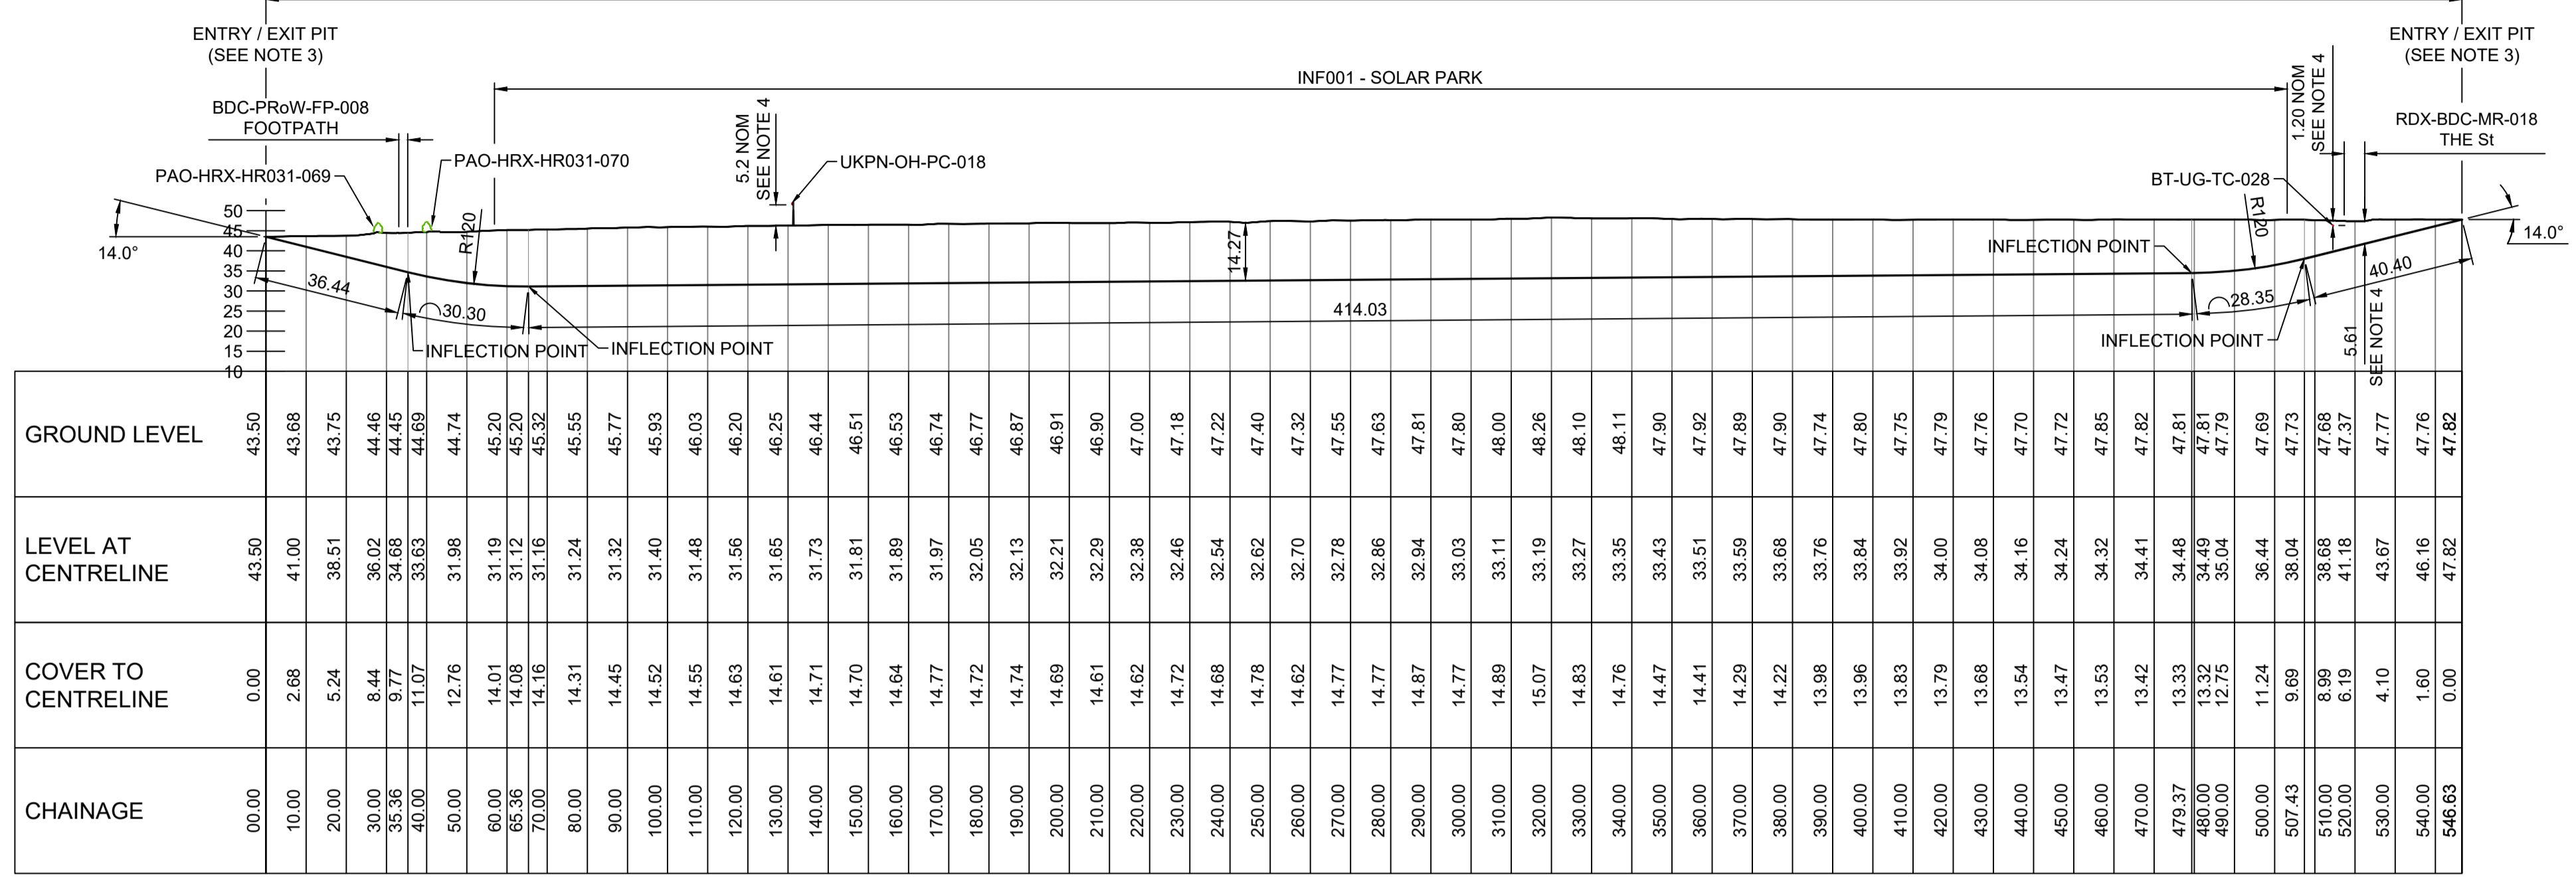 ENTRY / EXIT PIT
(SEE NOTE 3)
ENTRY / EXIT PIT
(SEE NOTE 3)
INF001 - SOLAR PARK
BDC-PRoW-FP-008
FOOTPATH
5.2 NOM
SEE NOTE 4
1.20 NOM
SEE NOTE 4
RDX-BDC-MR-018
THE St
PAO-HRX-HR031-070
UKPN-OH-PC-018
PAO-HRX-HR031-069
BT-UG-TC-028
50
45
40
35
30
25
20
15
10
14.0°
R120
14.27
R120
14.0°
INFLECTION POINT
36.44
30.30
414.03
28.35
40.40
INFLECTION POINT
INFLECTION POINT
INFLECTION POINT
5.61
SEE NOTE 4
GROUND LEVEL
43.50 43.68 43.75 44.46 44.45 44.69 44.74 45.20 45.20 45.32 45.55 45.77 45.93 46.03 46.20 46.25 46.44 46.51 46.53 46.74 46.77 46.87 46.91 46.90 47.00 47.18 47.22 47.40 47.32 47.55 47.63 47.81 47.80 48.00 48.26 48.10 48.11 47.90 47.92 47.89 47.90 47.74 47.80 47.75 47.79 47.76 47.70 47.72 47.85 47.82 47.81 47.81 47.79 47.69 47.73 47.68 47.37 47.77 47.76 47.82
LEVEL AT
CENTRELINE
43.50 41.00 38.51 36.02 34.68 33.63 31.98 31.19 31.12 31.16 31.24 31.32 31.40 31.48 31.56 31.65 31.73 31.81 31.89 31.97 32.05 32.13 32.21 32.29 32.38 32.46 32.54 32.62 32.70 32.78 32.86 32.94 33.03 33.11 33.19 33.27 33.35 33.43 33.51 33.59 33.68 33.76 33.84 33.92 34.00 34.08 34.16 34.24 34.32 34.41 34.48 34.49 35.04 36.44 38.04 38.68 41.18 43.67 46.16 47.82
COVER TO
CENTRELINE
0.00 2.68 5.24 8.44 9.77 11.07 12.76 14.01 14.08 14.16 14.31 14.45 14.52 14.55 14.63 14.61 14.71 14.70 14.64 14.77 14.72 14.74 14.69 14.61 14.62 14.72 14.68 14.78 14.62 14.77 14.77 14.87 14.77 14.89 15.07 14.83 14.76 14.47 14.41 14.29 14.22 13.98 13.96 13.83 13.79 13.68 13.54 13.47 13.53 13.42 13.33 13.32 12.75 11.24 9.69 8.99 6.19 4.10 1.60 0.00
CHAINAGE
00.00 10.00 20.00 30.00 35.36 40.00 50.00 60.00 65.36 70.00 80.00 90.00 100.00 110.00 120.00 130.00 140.00 150.00 160.00 170.00 180.00 190.00 200.00 210.00 220.00 230.00 240.00 250.00 260.00 270.00 280.00 290.00 300.00 310.00 320.00 330.00 340.00 350.00 360.00 370.00 380.00 390.00 400.00 410.00 420.00 430.00 440.00 450.00 460.00 470.00 479.37 480.00 490.00 500.00 507.43 510.00 520.00 530.00 540.00 546.63